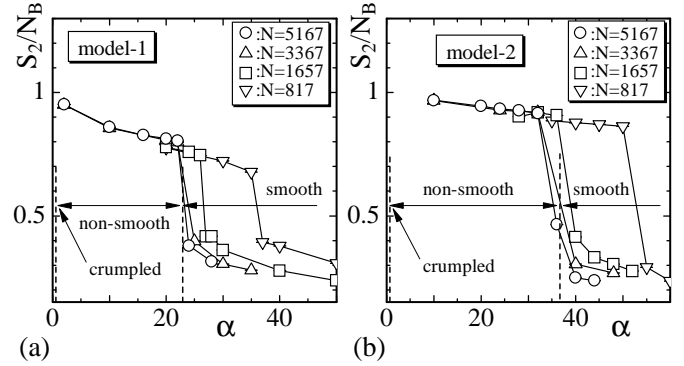 S2/NB
model-1
○:N=5167
△:N=3367
□:N=1657
▽:N=817
1
0.5
non-smooth
smooth
crumpled
0 20 40
α
(a)
S2/NB
model-2
○:N=5167
△:N=3367
□:N=1657
▽:N=817
1
0.5
non-smooth
smooth
crumpled
0 20 40 60
α
(b)